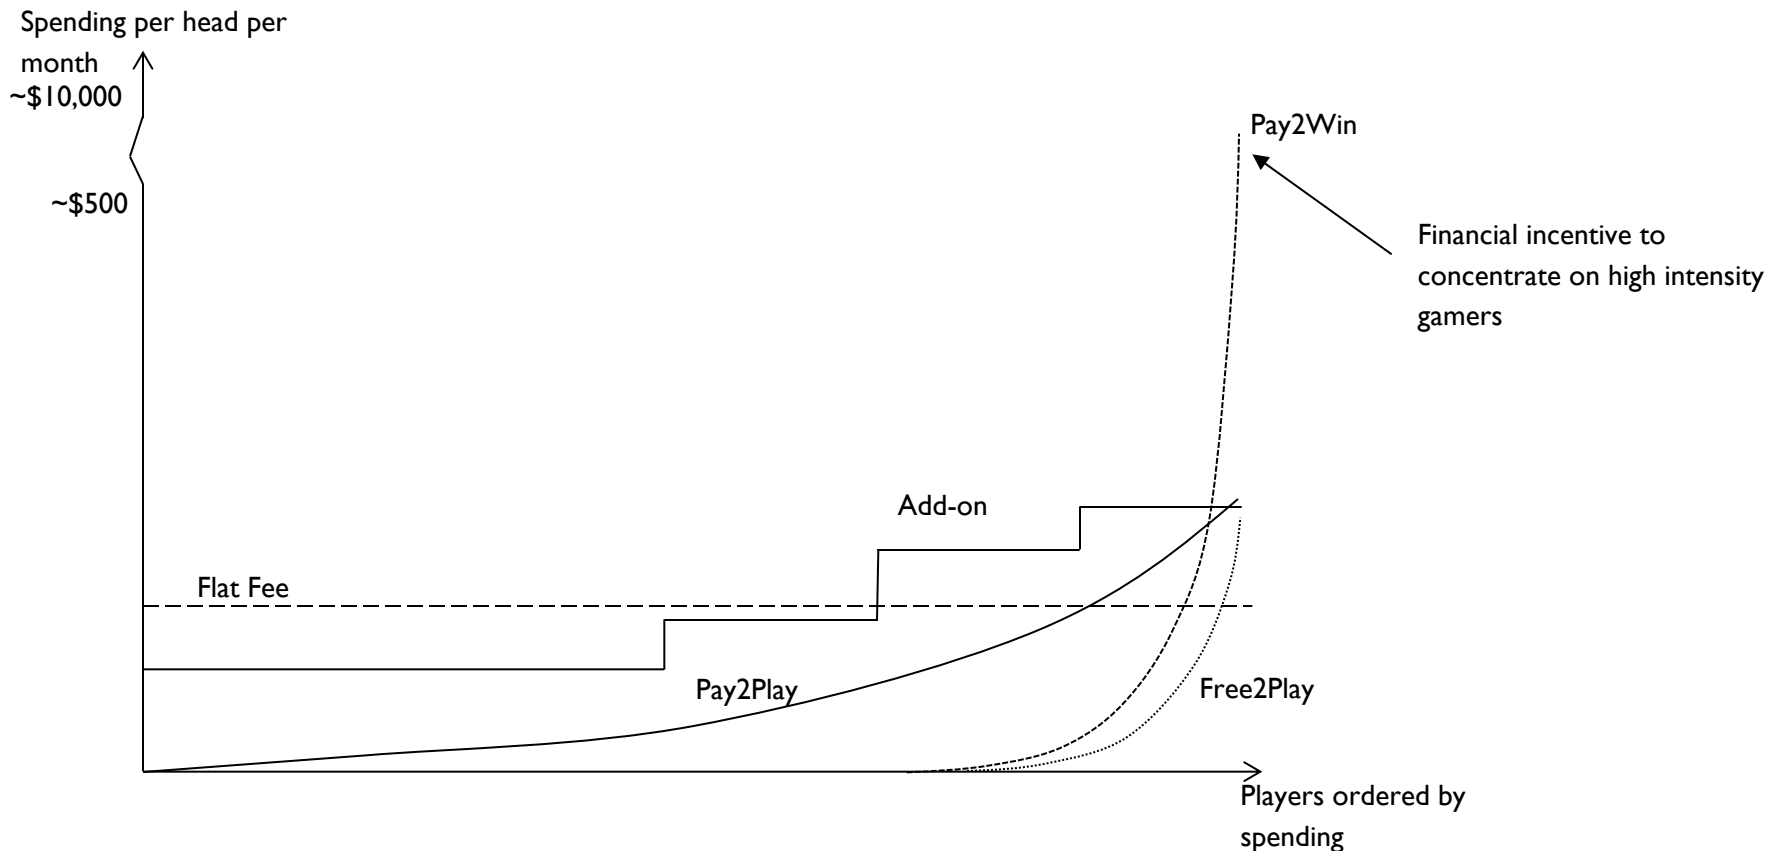 Spending per head per
month
~$10,000
Pay2Win
~$500
Financial incentive to
concentrate on high intensity
gamers
Add-on
Flat Fee
Pay2Play
Free2Play
Players ordered by
spending